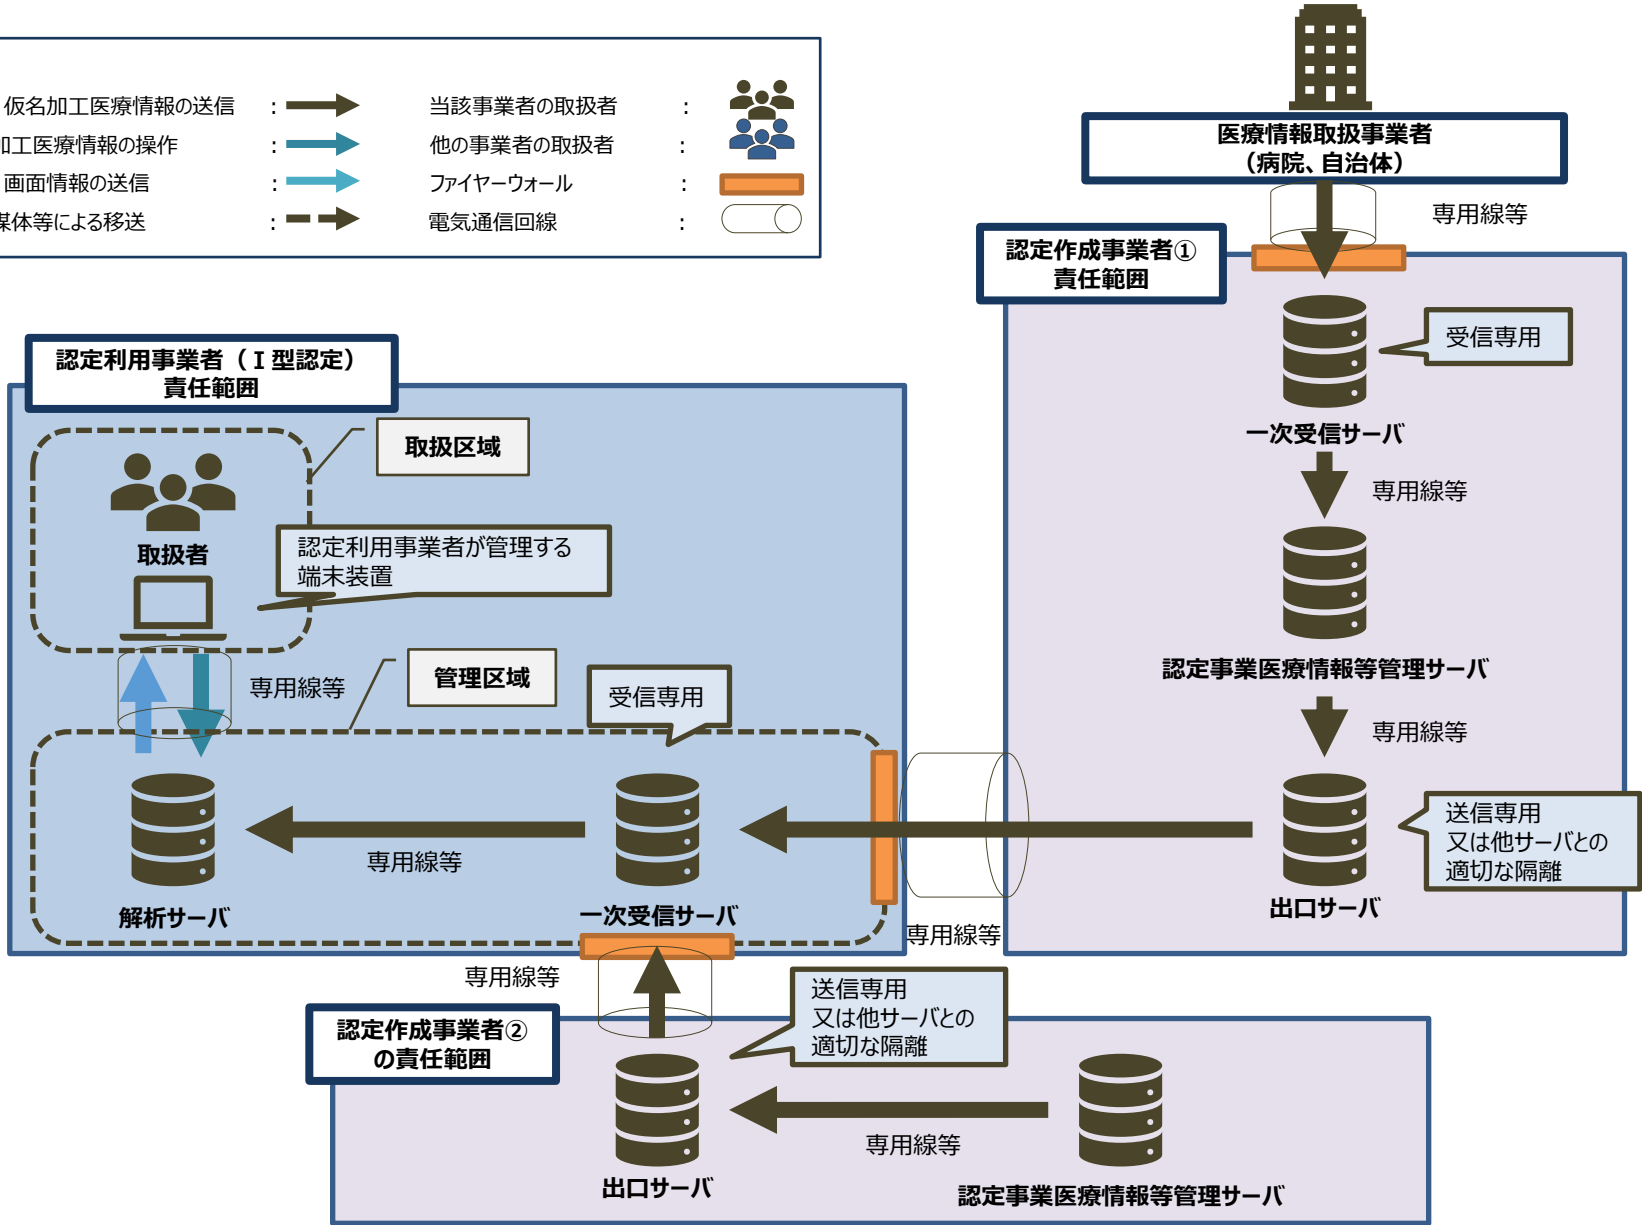 仮名加工医療情報の送信 :
加工医療情報の操作 :
画面情報の送信 :
媒体等による移送 :
当該事業者の取扱者 :
他の事業者の取扱者 :
ファイヤーウォール :
電気通信回線 :
医療情報取扱事業者
（病院、自治体）
専用線等
認定作成事業者①
責任範囲
受信専用
一次受信サーバ
専用線等
認定事業医療情報等管理サーバ
専用線等
送信専用
又は他サーバとの
適切な隔離
出口サーバ
専用線等
認定利用事業者（Ⅰ型認定）
責任範囲
取扱区域
取扱者
認定利用事業者が管理する
端末装置
専用線等
管理区域
受信専用
専用線等
解析サーバ
一次受信サーバ
専用線等
認定作成事業者②
の責任範囲
送信専用
又は他サーバとの
適切な隔離
専用線等
出口サーバ
認定事業医療情報等管理サーバ